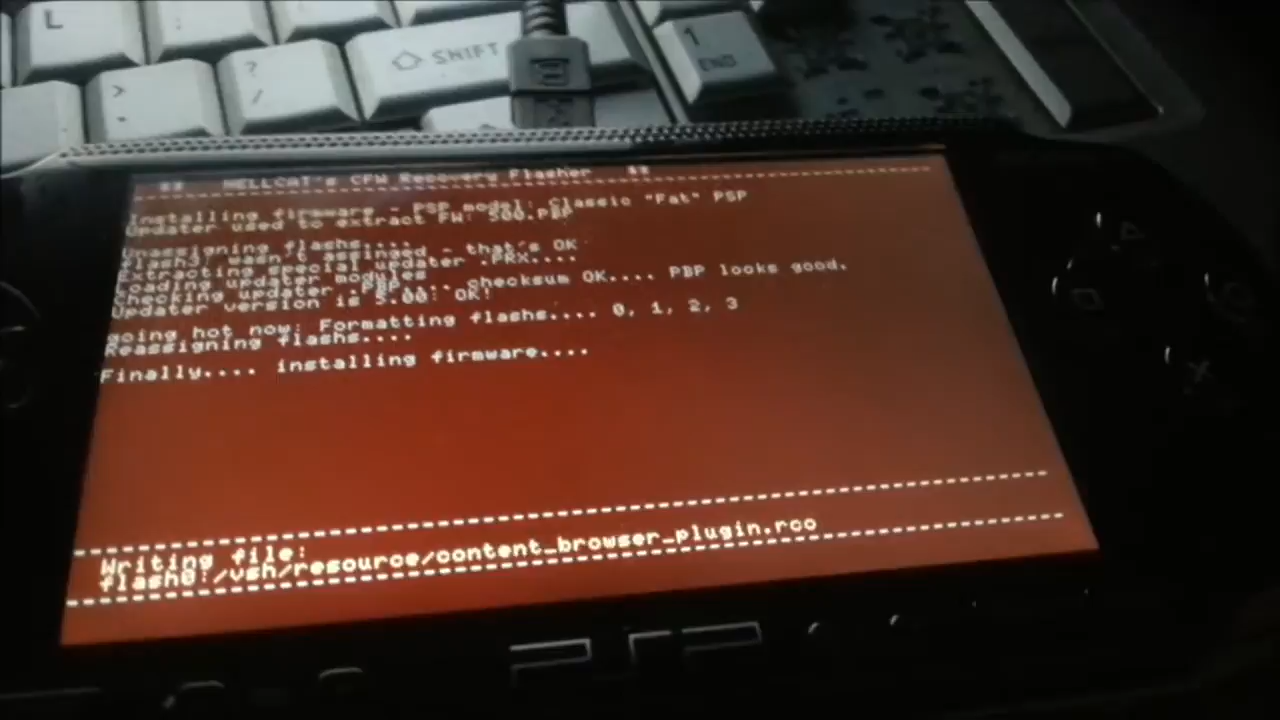 L
:
;
>
.
?
/
SHIFT
1
END
## HELLCAT's CFW Recovery Flasher ##
Installing firmware - PSP model: Classic "Fat" PSP
Updater used to extract FW: 500.PBP
Unassigning flashs....
flash3, wasn't assigned - that's OK
Extracting special updater .PRX....
Loading updater modules
Checking updater .PBP.... checksum OK.... PBP looks good.
Updater version is 5.00: OK!
going hot now: Formatting flashs.... 0, 1, 2, 3
Reassigning flashs....
Finally.... installing firmware....
Writing file:
flash0:/vsh/resource/content_browser_plugin.rco
PSP